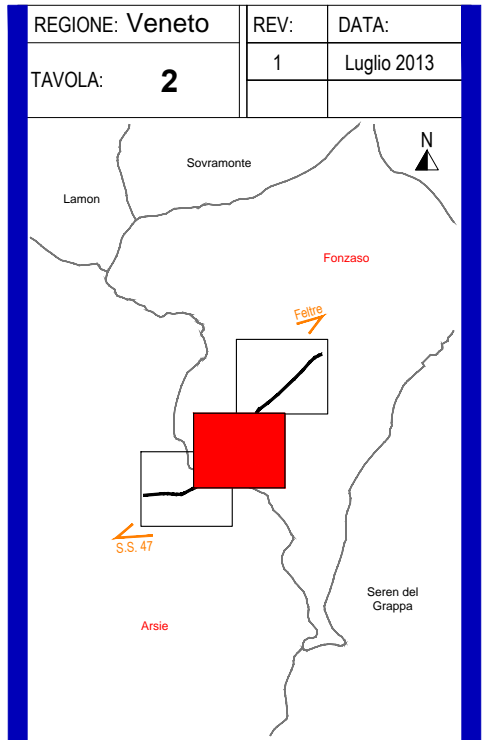 REGIONE: Veneto
REV:
DATA:
TAVOLA: 2
1
Luglio 2013
N
Sovramonte
Lamon
Fonzaso
Feltre
S.S. 47
Seren del
Grappa
Arsie